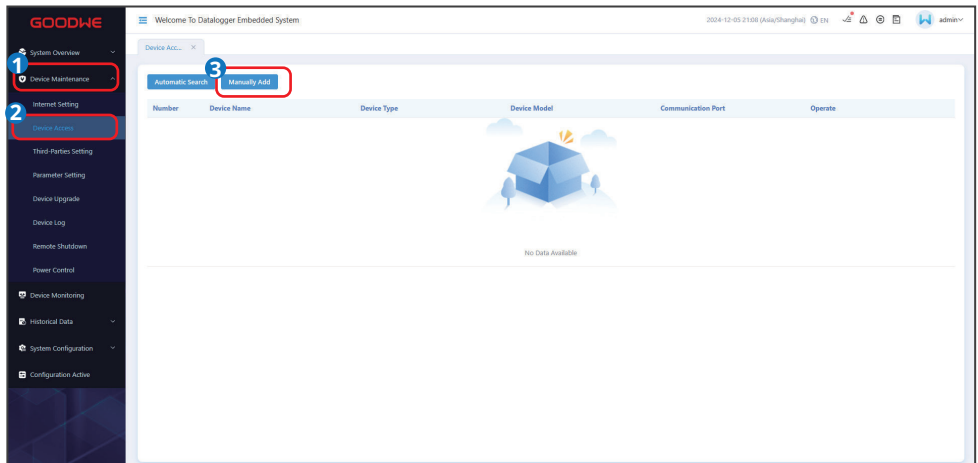 GOODWE
Welcome To Datalogger Embedded System
2024-12-05 21:08 (Asia/Shanghai)
EN
admin
System Overview
1
Device Maintenance
Internet Setting
2
Device Access
Third-Parties Setting
Parameter Setting
Device Upgrade
Device Log
Remote Shutdown
Power Control
Device Monitoring
Historical Data
System Configuration
Configuration Active
Device Acc... ×
3
Automatic Search
Manually Add
Number Device Name Device Type Device Model Communication Port Operate
No Data Available